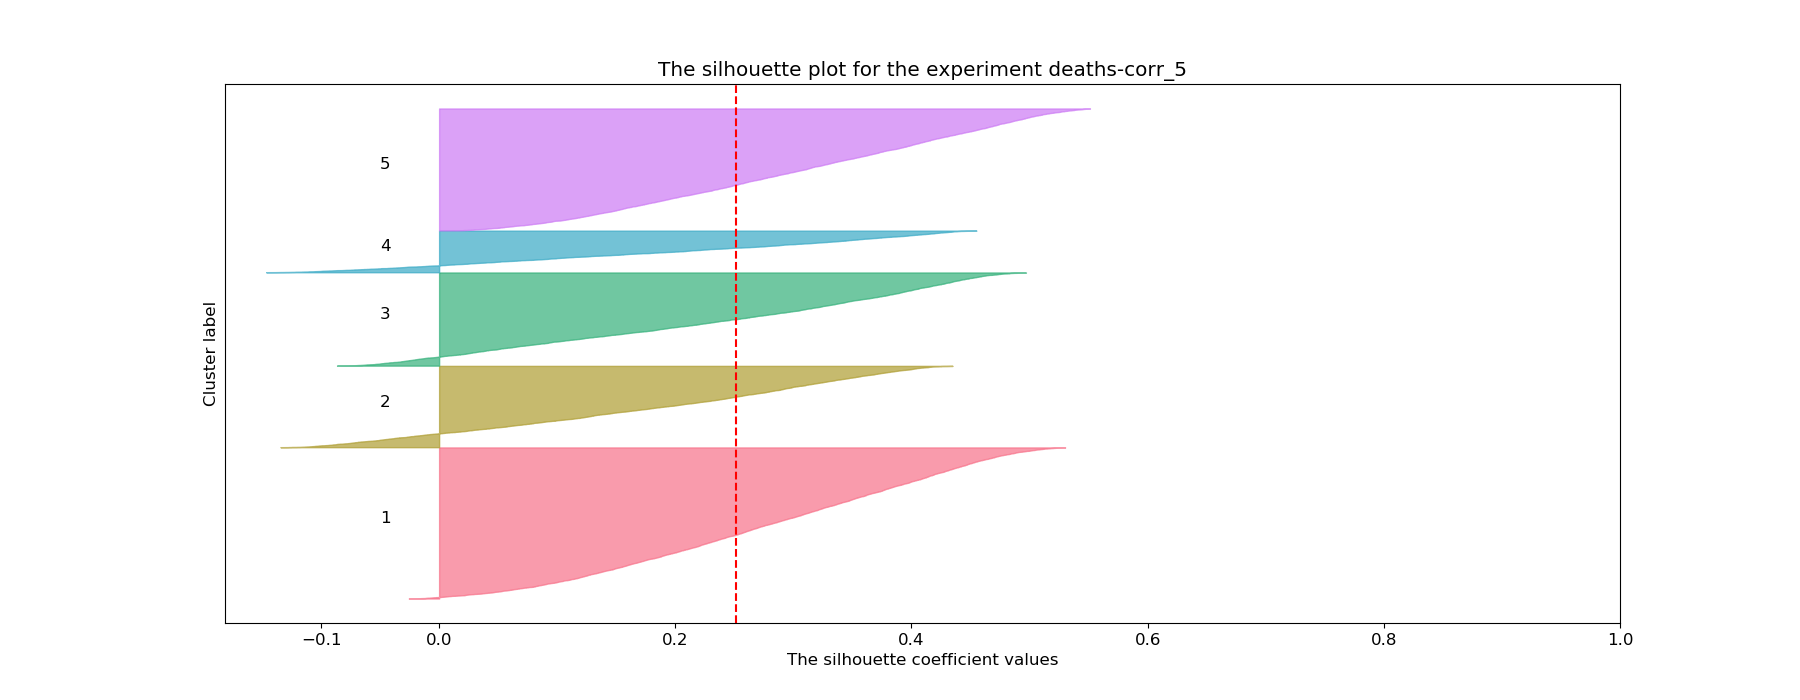 The silhouette plot for the experiment deaths-corr_5
Cluster label
5
4
3
2
1
−0.1 0.0 0.2 0.4 0.6 0.8 1.0
The silhouette coefficient values